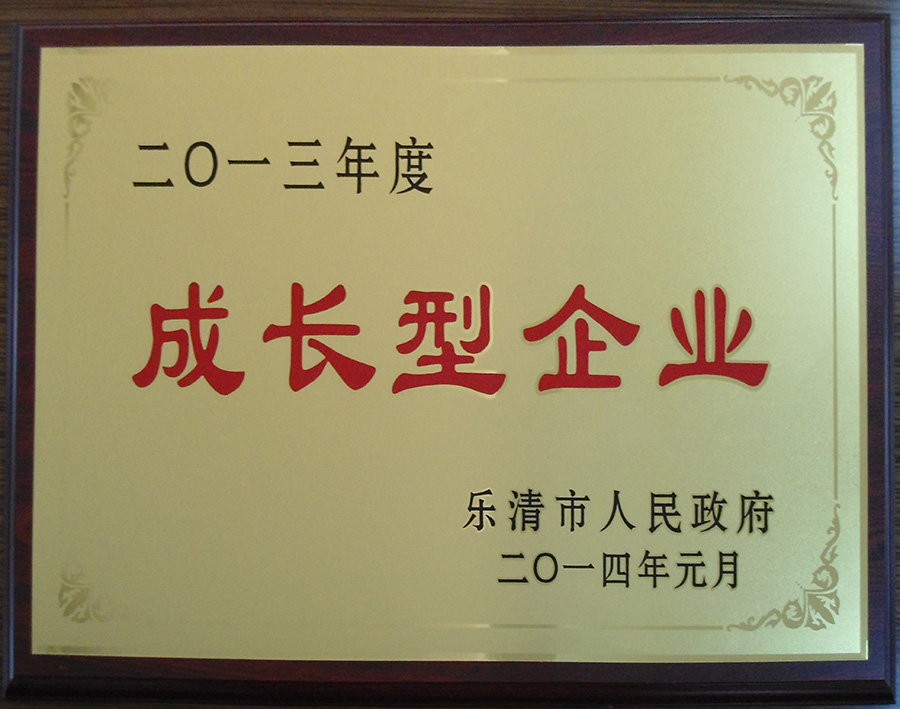 二〇一三年度
成长型企业
乐清市人民政府
二〇一四年元月